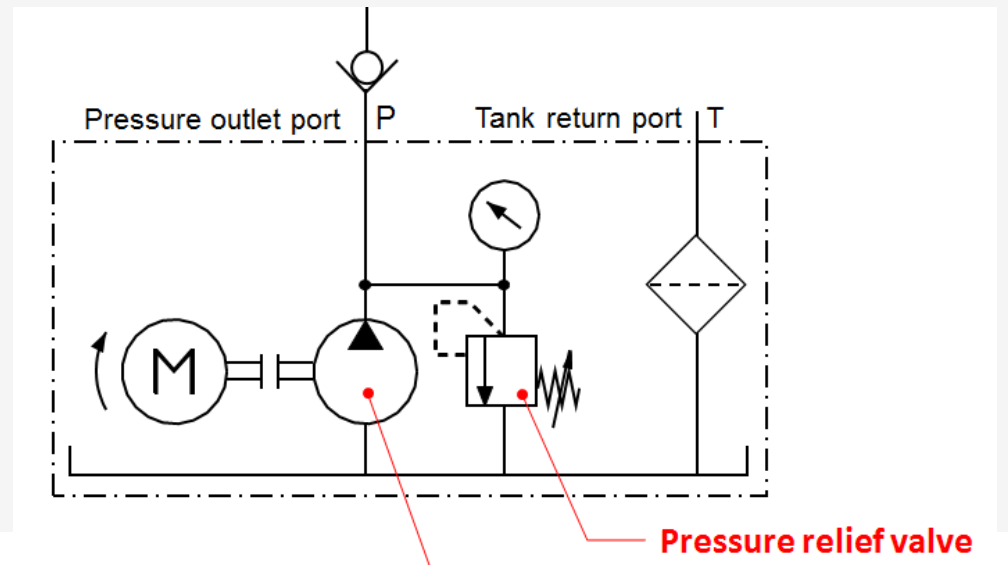 Pressure outlet port P
Tank return port T
M
Pressure relief valve